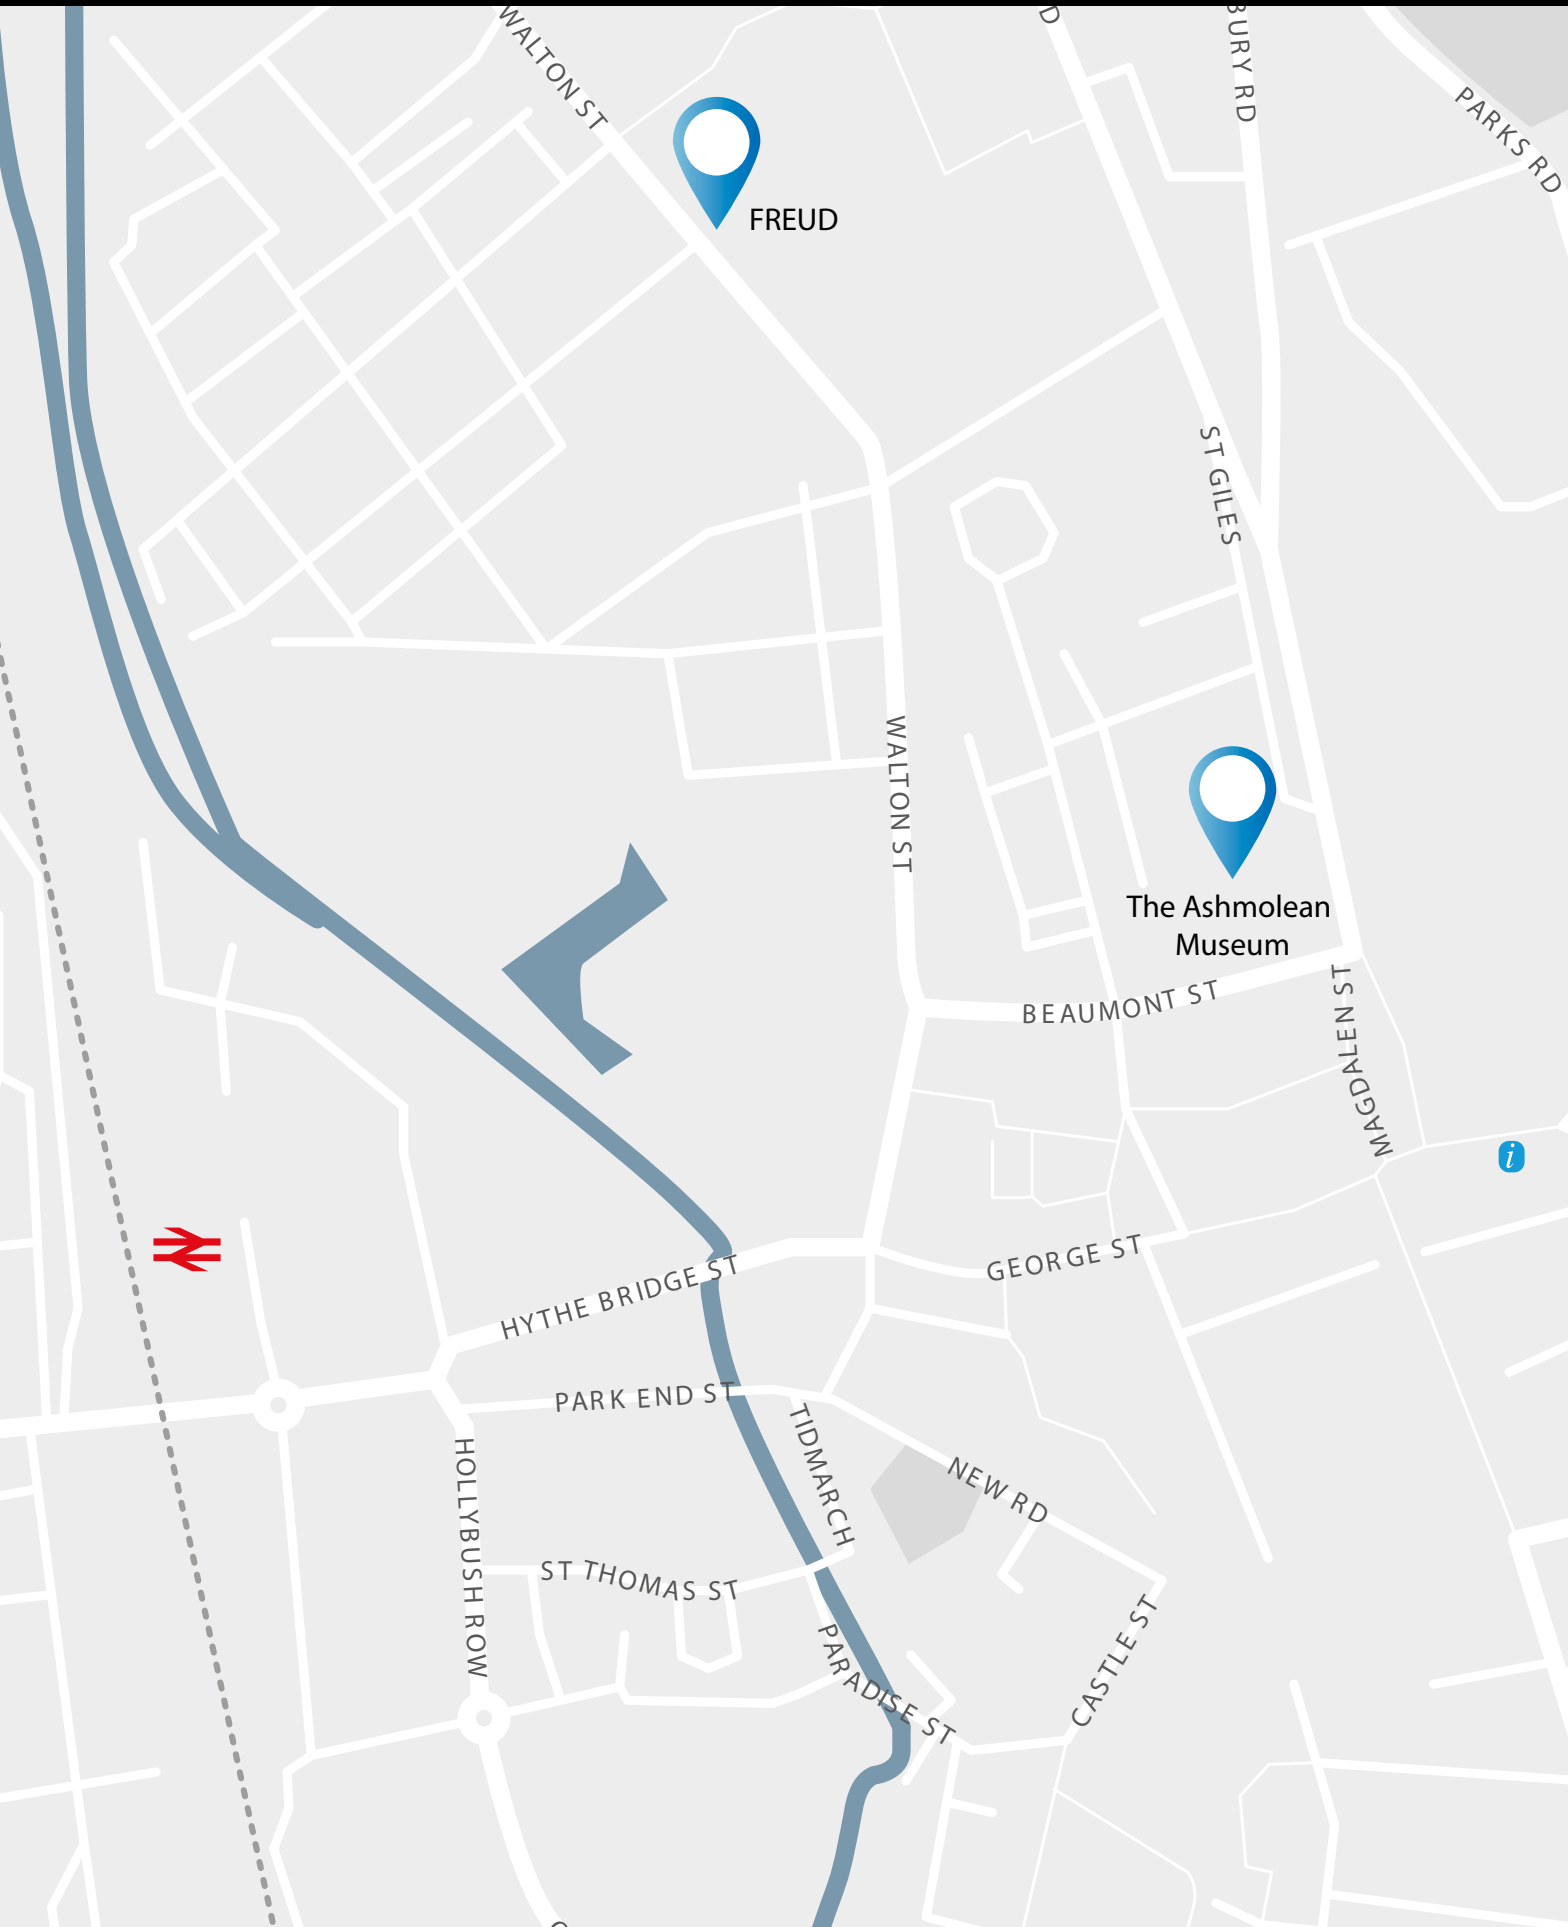 WALTON ST
D
BURY RD
PARKS RD
FREUD
ST GILES
WALTON ST
The Ashmolean
Museum
BEAUMONT ST
MAGDALEN ST
i
GEORGE ST
HYTHE BRIDGE ST
PARK END ST
TIDMARCH
HOLLYBUSH ROW
NEW RD
ST THOMAS ST
CASTLE ST
PARADISE ST